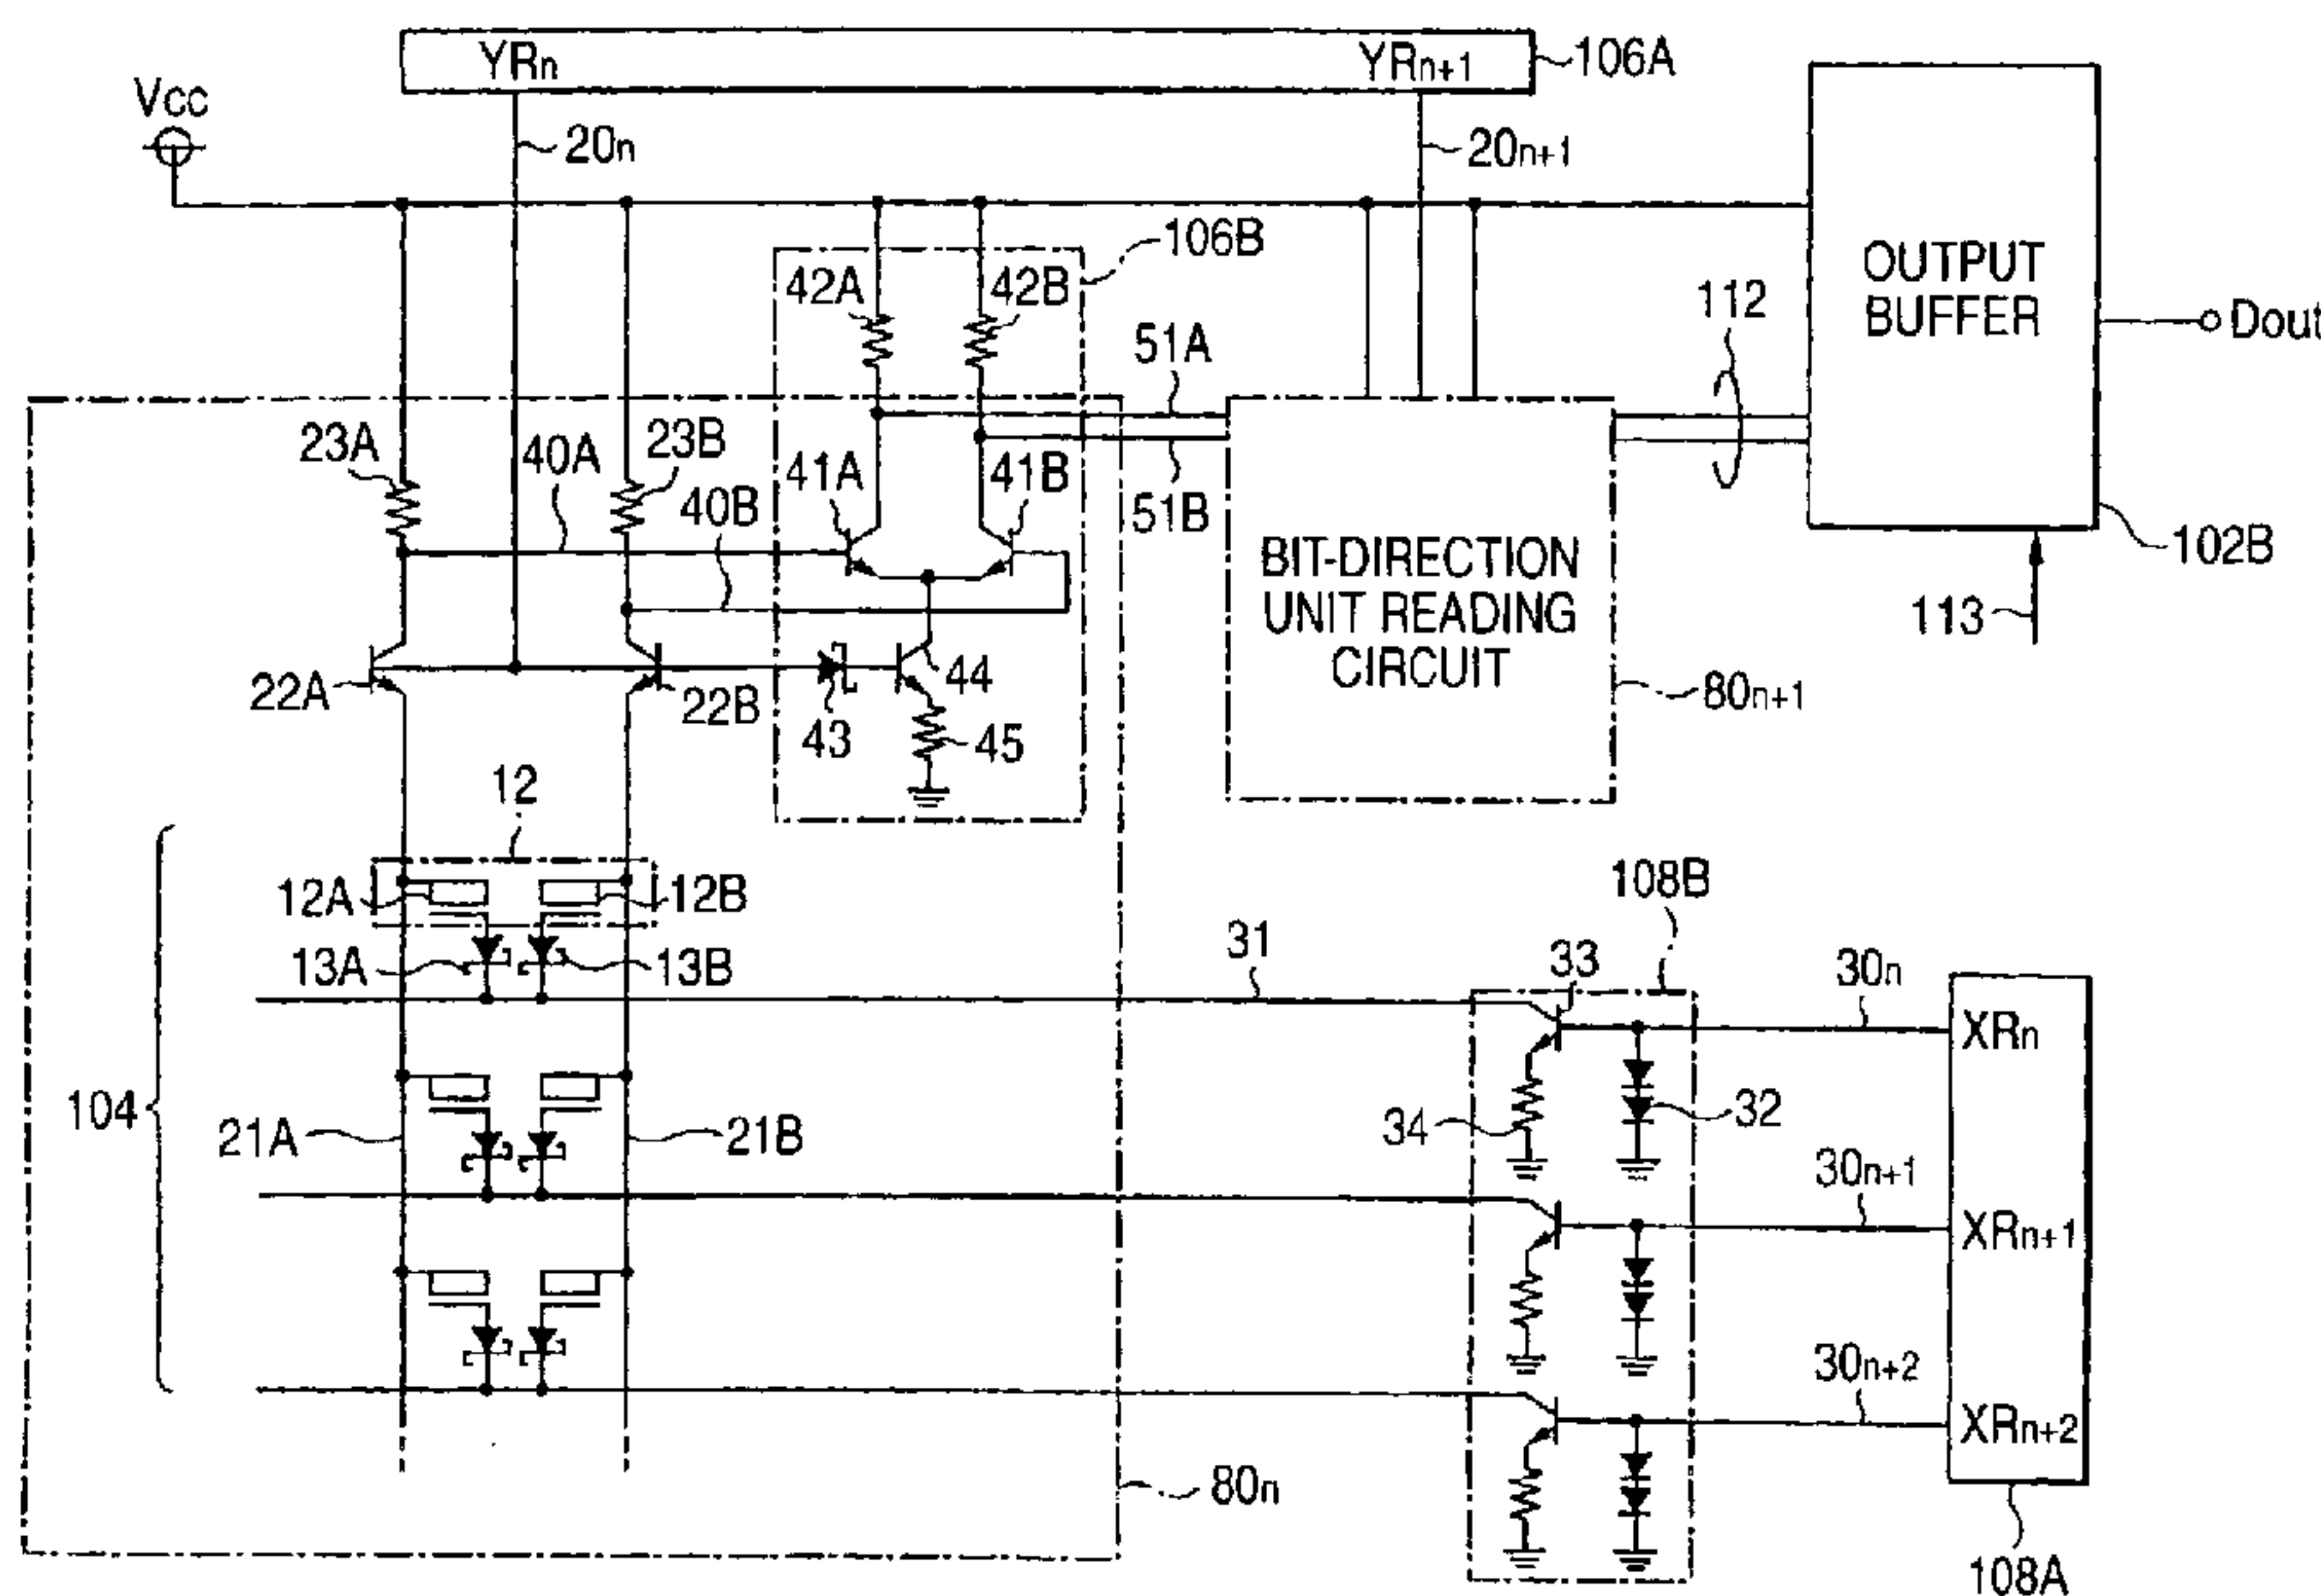 YRn YRn+1 106A
Vcc
20n 20n+1
106B
42A 42B
OUTPUT
BUFFER
112
Dout
51A
23A 40A 23B 41A 41B
40B 51B
102B
BIT-DIRECTION
UNIT READING
CIRCUIT
113
22A 22B 43 44 45
80n+1
12
12A 12B
108B
13A 13B
31 33 30n
XRn
104
21A 21B
34 32
30n+1
XRn+1
30n+2
XRn+2
80n
108A